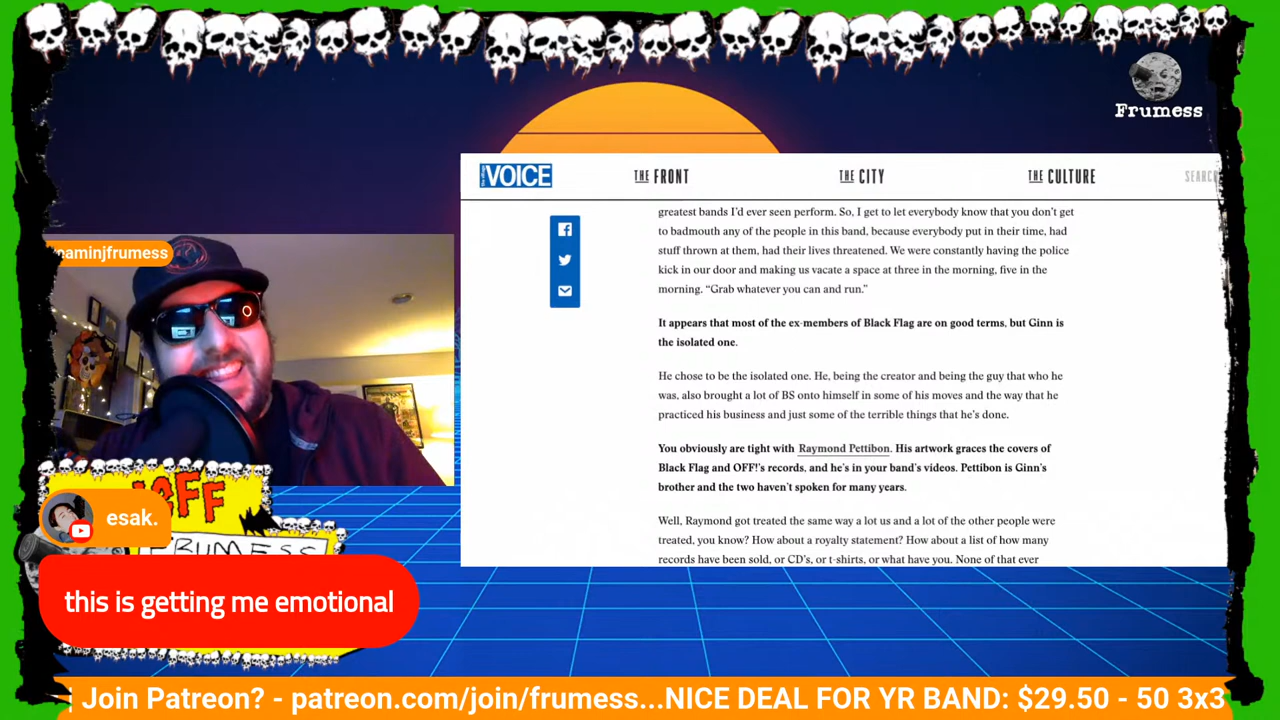 Frumess
VOICE
THE FRONT
THE CITY
THE CULTURE
greatest bands I'd ever seen perform. So, I get to let everybody know that you don't get
to badmouth any of the people in this band, because everybody put in their time, had
stuff thrown at them, had their lives threatened. We were constantly having the police
kick in our door and making us vacate a space at three in the morning, five in the
morning. “Grab whatever you can and run.”
It appears that most of the ex-members of Black Flag are on good terms, but Ginn is
the isolated one.
He chose to be the isolated one. He, being the creator and being the guy that who he
was, also brought a lot of BS onto himself in some of his moves and the way that he
practiced his business and just some of the terrible things that he's done.
You obviously are tight with Raymond Pettibon. His artwork graces the covers of
Black Flag and OFF!'s records, and he's in your band's videos. Pettibon is Ginn's
brother and the two haven't spoken for many years.
Well, Raymond got treated the same way a lot us and a lot of the other people were
treated, you know? How about a royalty statement? How about a list of how many
records have been sold, or CD's, or t-shirts, or what have you. None of that ever
eaminjfrumess
FRUMESS
esak.
this is getting me emotional
Join Patreon? - patreon.com/join/frumess...NICE DEAL FOR YR BAND: $29.50 - 50 3x3